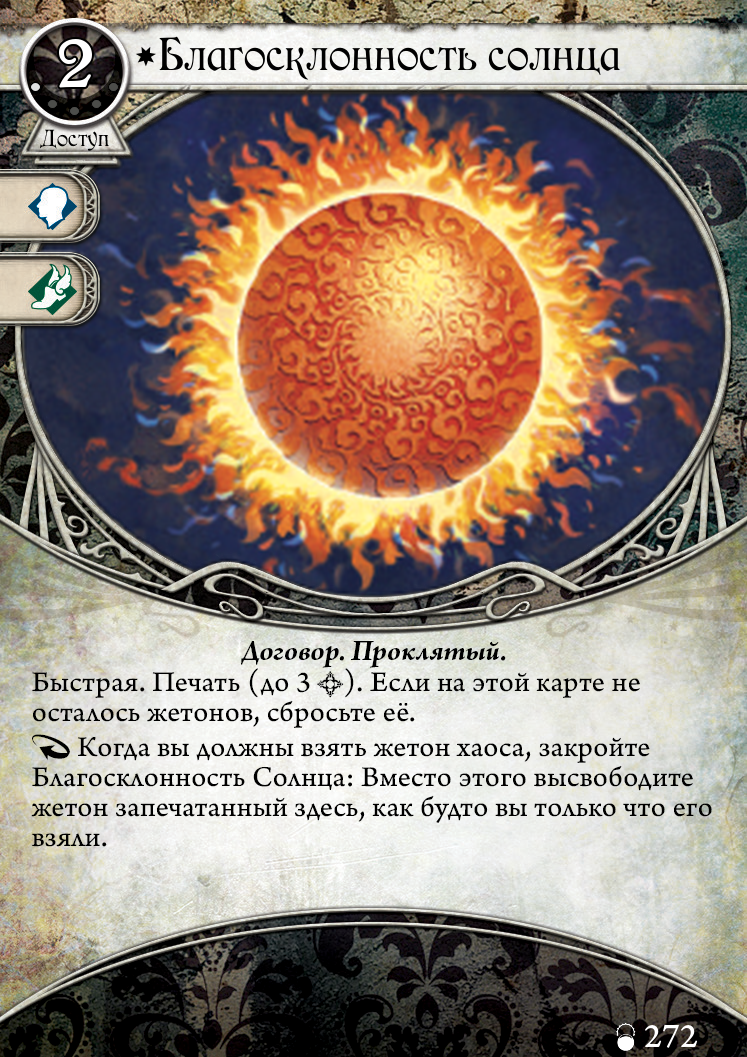 2
Благосклонность солнца
Доступ
Договор. Проклятый.
Быстрая. Печать (до 3 ). Если на этой карте не
осталось жетонов, сбросьте её.
Когда вы должны взять жетон хаоса, закройте
Благосклонность Солнца: Вместо этого высвободите
жетон запечатанный здесь, как будто вы только что его
взяли.
272